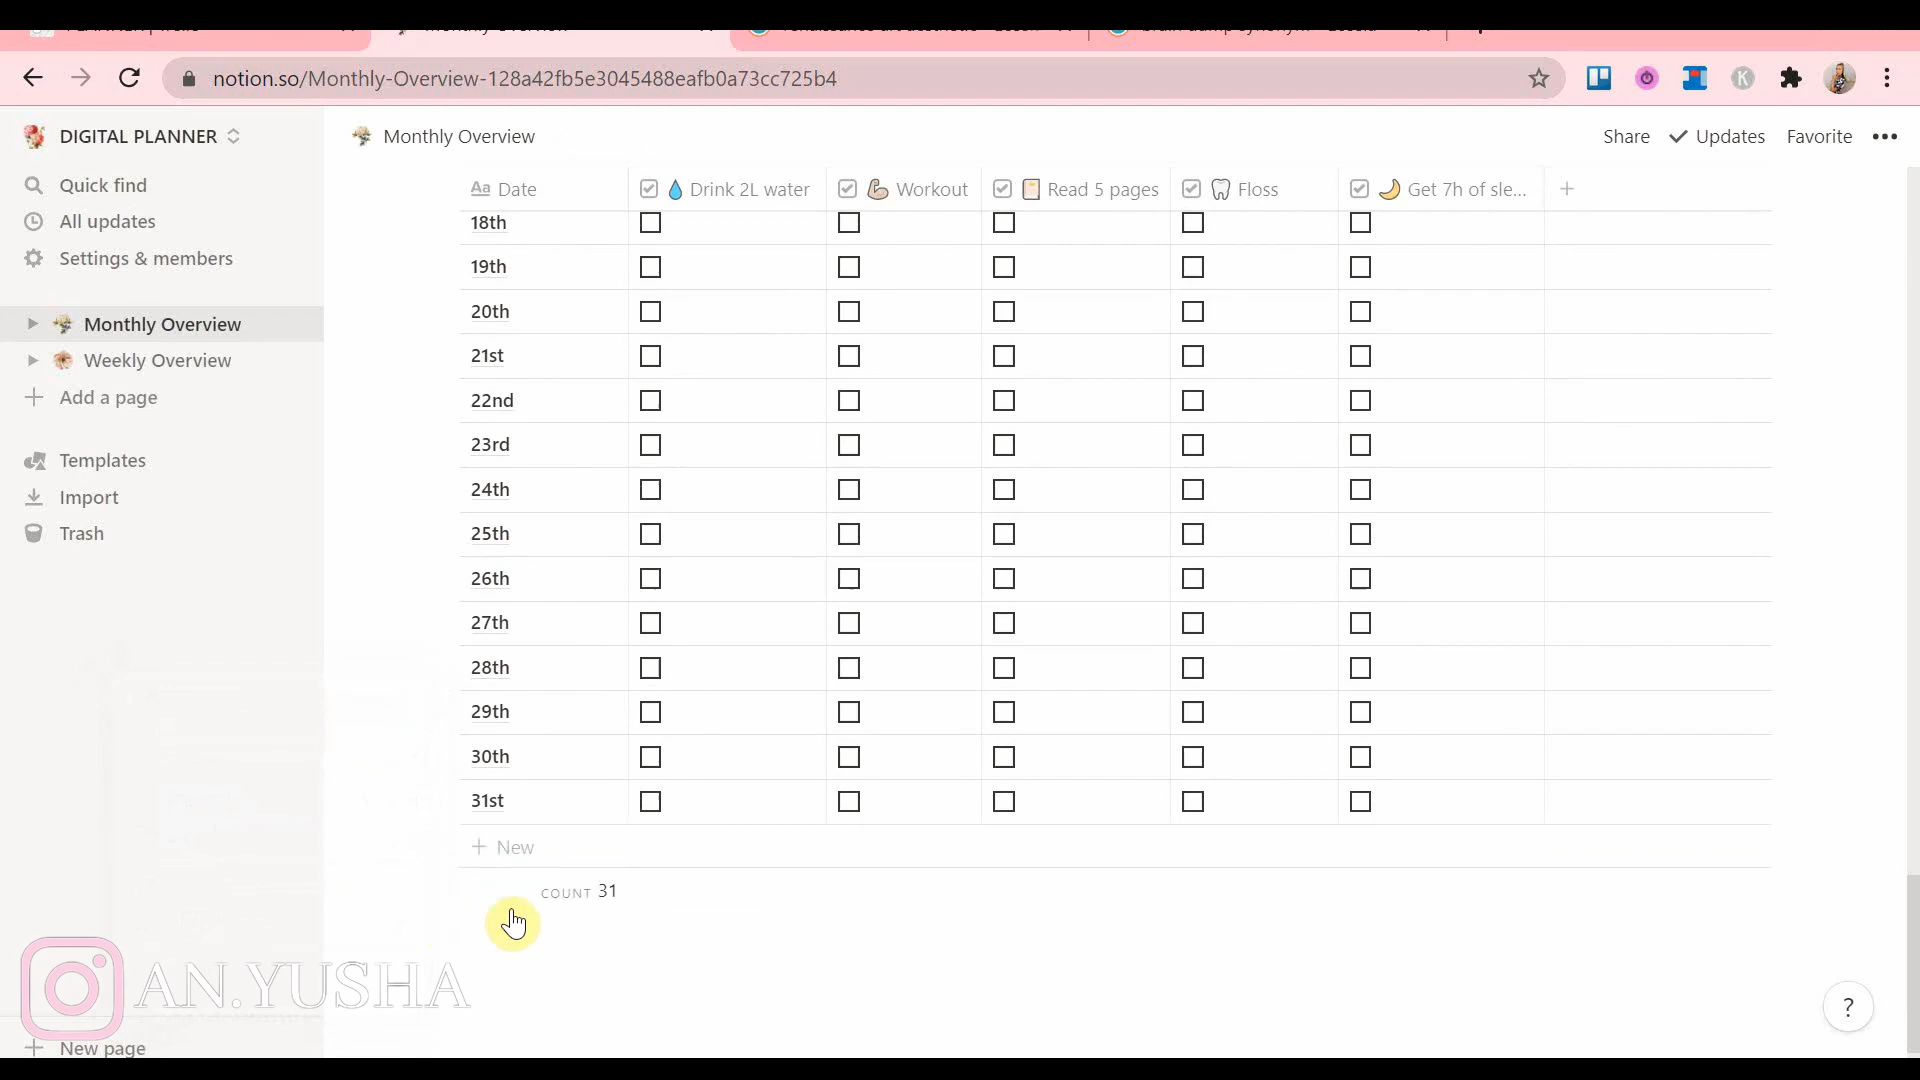 notion.so/Monthly-Overview-128a42fb5e3045488eafb0a73cc725b4
K
DIGITAL PLANNER
Monthly Overview
Share
Updates
Favorite
Quick find
All updates
Settings & members
Monthly Overview
Weekly Overview
Add a page
Templates
Import
Trash
Aa Date
Drink 2L water
Workout
Read 5 pages
Floss
Get 7h of sle...
18th
19th
20th
21st
22nd
23rd
24th
25th
26th
27th
28th
29th
30th
31st
New
COUNT 31
AN.YUSHA
New page
?